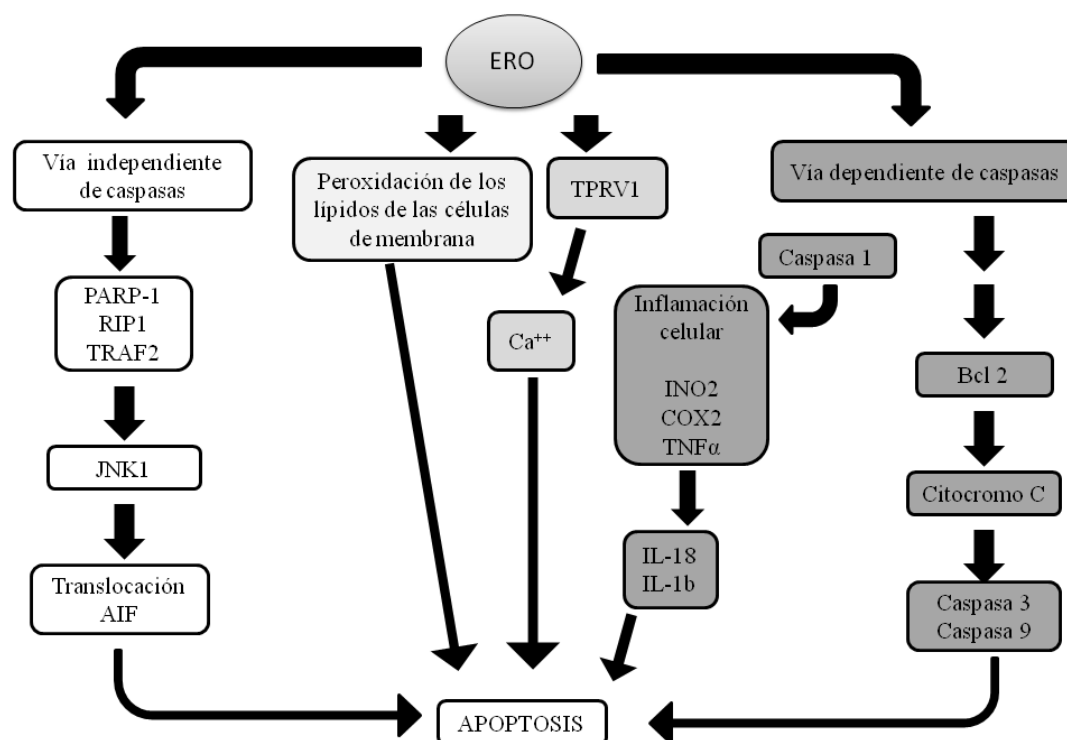 ERO
Vía independiente
de caspasas
PARP-1
RIP1
TRAF2
JNK1
Translocación
AIF
Peroxidación de los
lípidos de las células
de membrana
TPRV1
Ca⁺⁺
Vía dependiente de caspasas
Caspasa 1
Inflamación
celular
INO2
COX2
TNFα
IL-18
IL-1b
Bcl 2
Citocromo C
Caspasa 3
Caspasa 9
APOPTOSIS